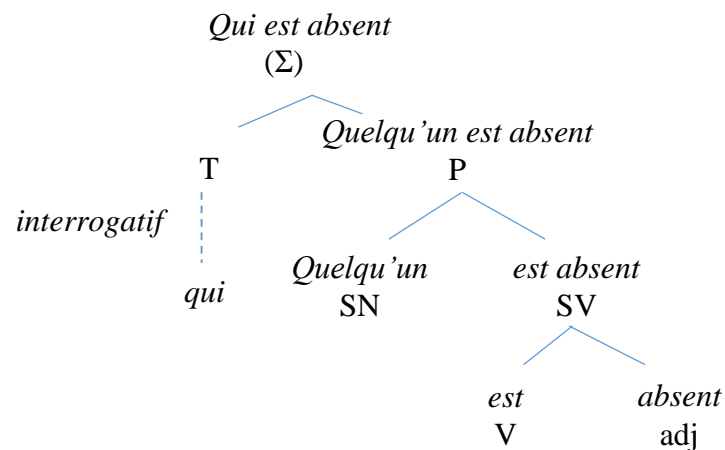 Qui est absent
(Σ)
Quelqu’un est absent
T
P
interrogatif
qui
Quelqu’un
SN
est absent
SV
est
V
absent
adj